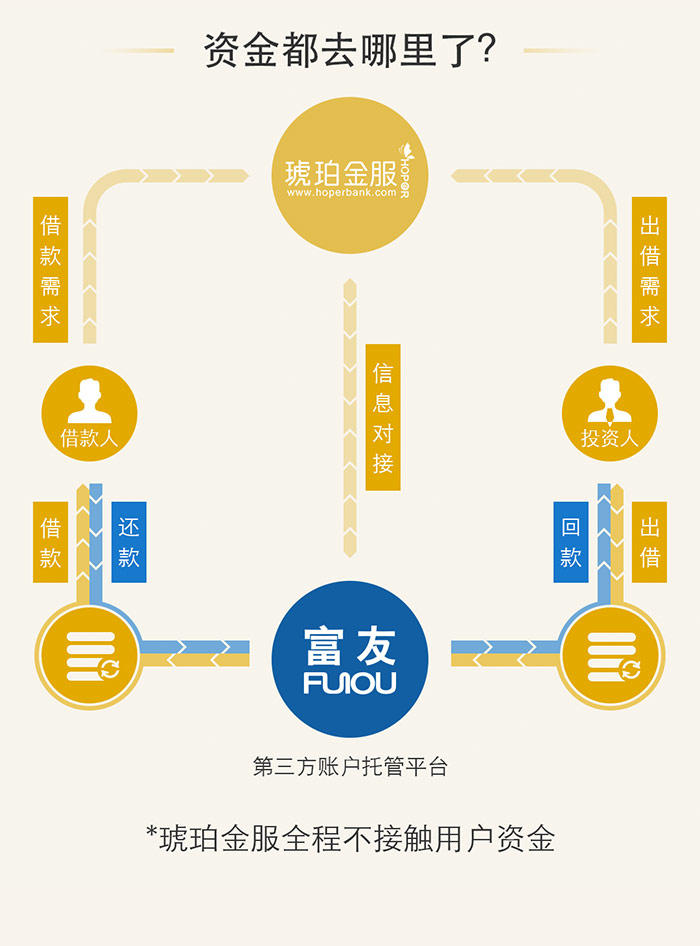 资金都去哪里了?
琥珀金服
HOPER
www.hoperbank.com
借款需求
出借需求
信息对接
借款人
投资人
借款
还款
回款
出借
富友
FUIOU
第三方账户托管平台
*琥珀金服全程不接触用户资金